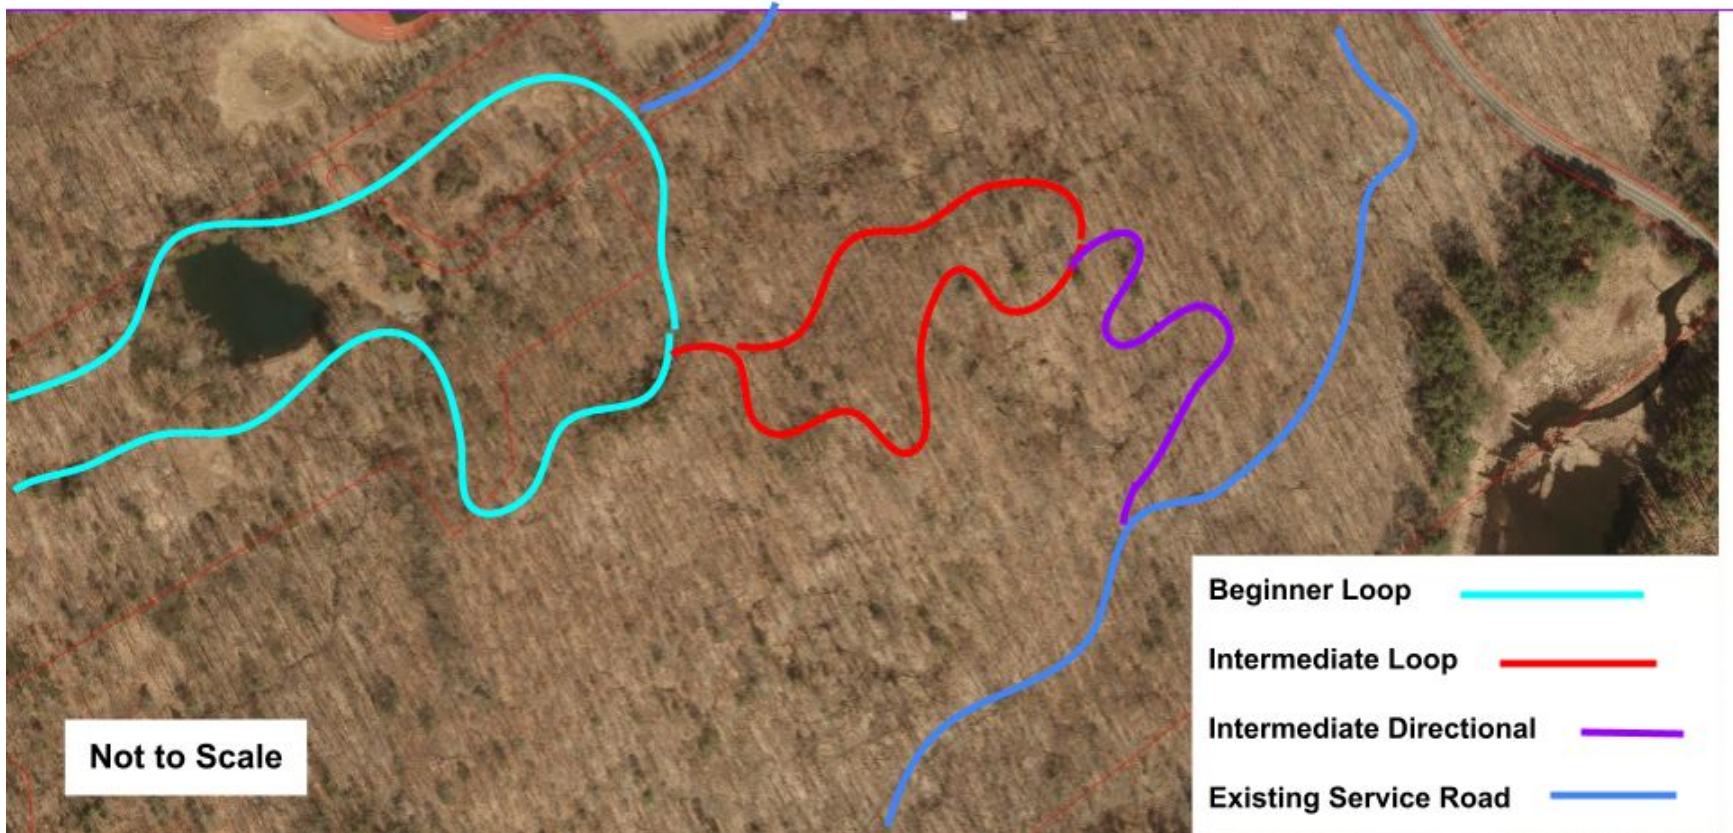 Beginner Loop
Intermediate Loop
Intermediate Directional
Existing Service Road
Not to Scale